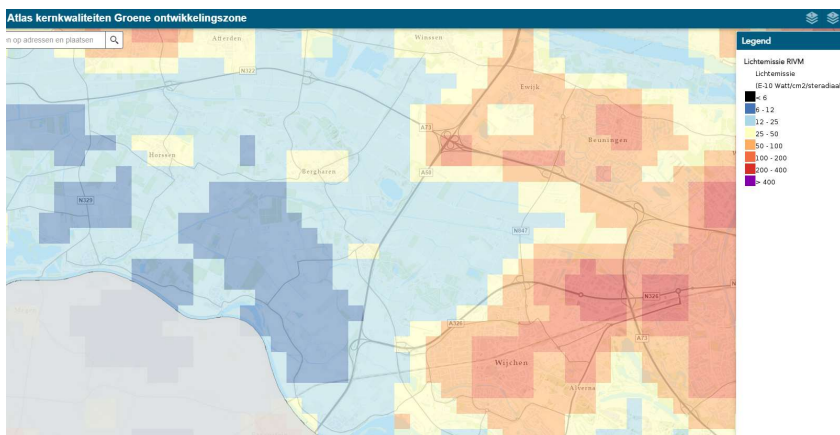 Atlas kernkwaliteiten Groene ontwikkelingszone
n op adressen en plaatsen
Legend
Lichtemissie RIVM
Lichtemissie
(E-10 Watt/cm2/steradiaal
< 6
6 - 12
12 - 25
25 - 50
50 - 100
100 - 200
200 - 400
> 400
Afferden
Winssen
N323
Ewijk
A73
Beuningen
Horssen
Bergharen
A50
N329
N847
N326
A326
A73
Wijchen
Alverna